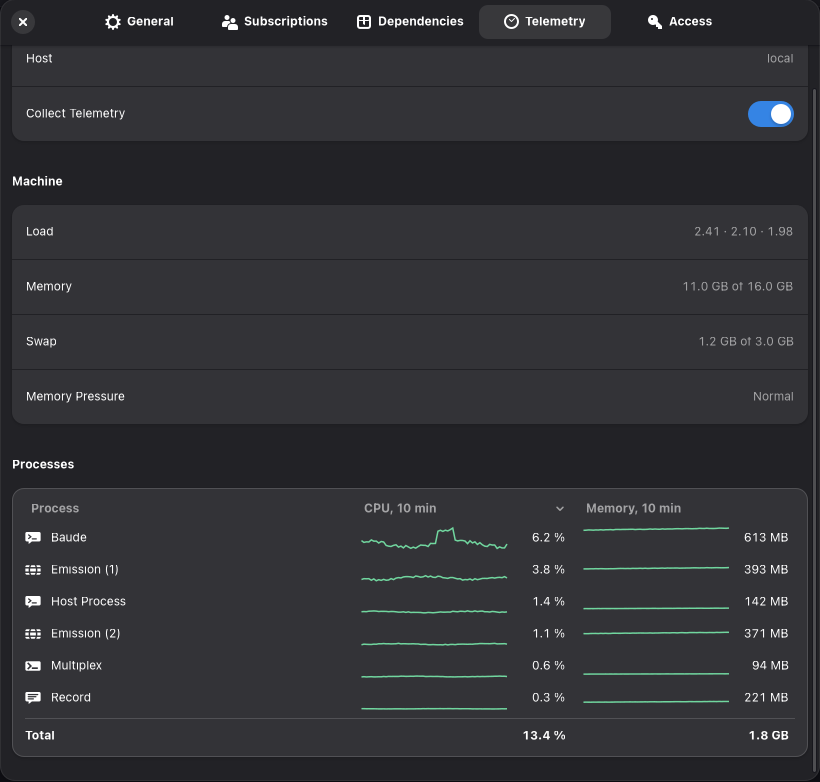 General
Subscriptions
Dependencies
Telemetry
Access
Host local
Collect Telemetry
Machine
Load 2.41 · 2.10 · 1.98
Memory 11.0 GB of 16.0 GB
Swap 1.2 GB of 3.0 GB
Memory Pressure Normal
Processes
Process CPU, 10 min Memory, 10 min
Baude 6.2 % 613 MB
Emission (1) 3.8 % 393 MB
Host Process 1.4 % 142 MB
Emission (2) 1.1 % 371 MB
Multiplex 0.6 % 94 MB
Record 0.3 % 221 MB
Total 13.4 % 1.8 GB